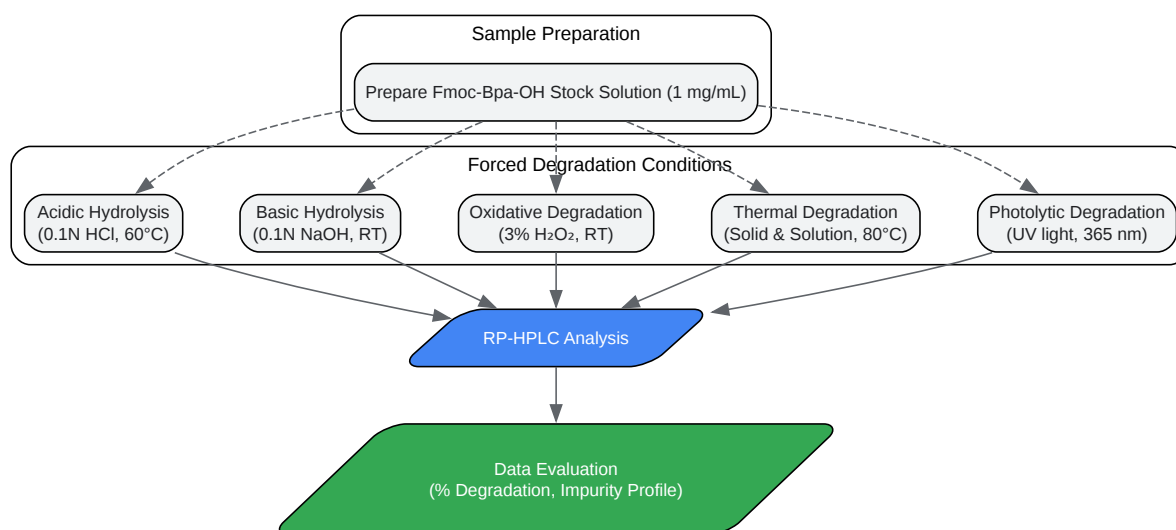 Sample Preparation
Prepare Fmoc-Bpa-OH Stock Solution (1 mg/mL)
Forced Degradation Conditions
Acidic Hydrolysis
(0.1N HCl, 60°C)
Basic Hydrolysis
(0.1N NaOH, RT)
Oxidative Degradation
(3% H₂O₂, RT)
Thermal Degradation
(Solid & Solution, 80°C)
Photolytic Degradation
(UV light, 365 nm)
RP-HPLC Analysis
Data Evaluation
(% Degradation, Impurity Profile)